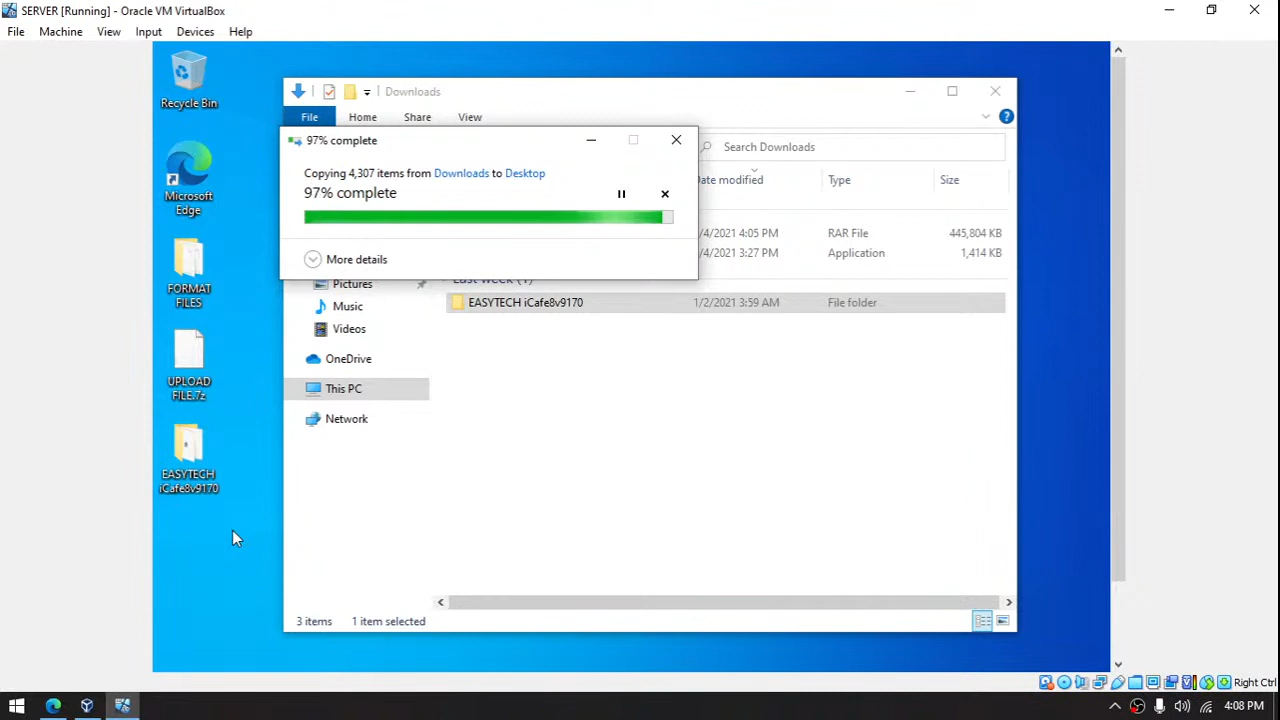 SERVER [Running] - Oracle VM VirtualBox
File Machine View Input Devices Help
Recycle Bin
Microsoft
Edge
FORMAT
FILES
UPLOAD
FILE.7z
EASYTECH
iCafe8v9170
Downloads
File Home Share View
Search Downloads
97% complete
Copying 4,307 items from Downloads to Desktop
97% complete
More details
Date modified Type Size
/4/2021 4:05 PM RAR File 445,804 KB
/4/2021 3:27 PM Application 1,414 KB
Last week (1)
EASYTECH iCafe8v9170 1/2/2021 3:59 AM File folder
Pictures
Music
Videos
OneDrive
This PC
Network
3 items 1 item selected
Right Ctrl
4:08 PM